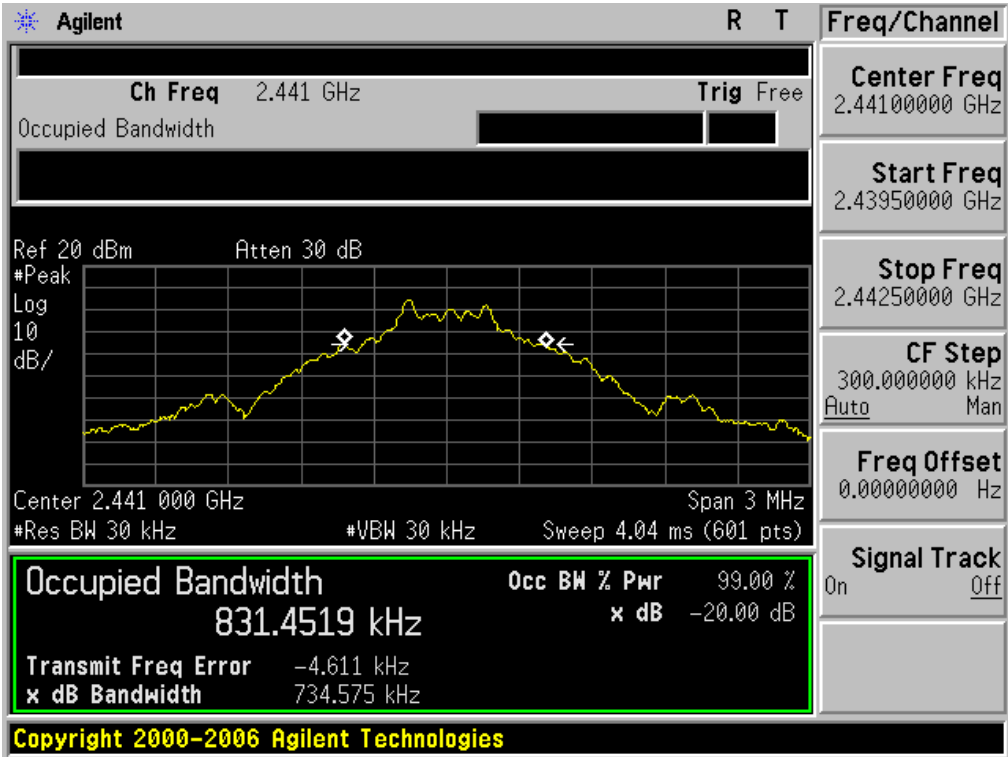 Agilent R T
Ch Freq 2.441 GHz Trig Free
Occupied Bandwidth
Ref 20 dBm Atten 30 dB
#Peak
Log
10
dB/
Center 2.441 000 GHz Span 3 MHz
#Res BW 30 kHz #VBW 30 kHz Sweep 4.04 ms (601 pts)
Occupied Bandwidth Occ BW % Pwr 99.00 %
831.4519 kHz x dB -20.00 dB
Transmit Freq Error -4.611 kHz
x dB Bandwidth 734.575 kHz
Copyright 2000-2006 Agilent Technologies
Freq/Channel
Center Freq
2.44100000 GHz
Start Freq
2.43950000 GHz
Stop Freq
2.44250000 GHz
CF Step
300.000000 kHz
Auto Man
Freq Offset
0.00000000 Hz
Signal Track
On Off